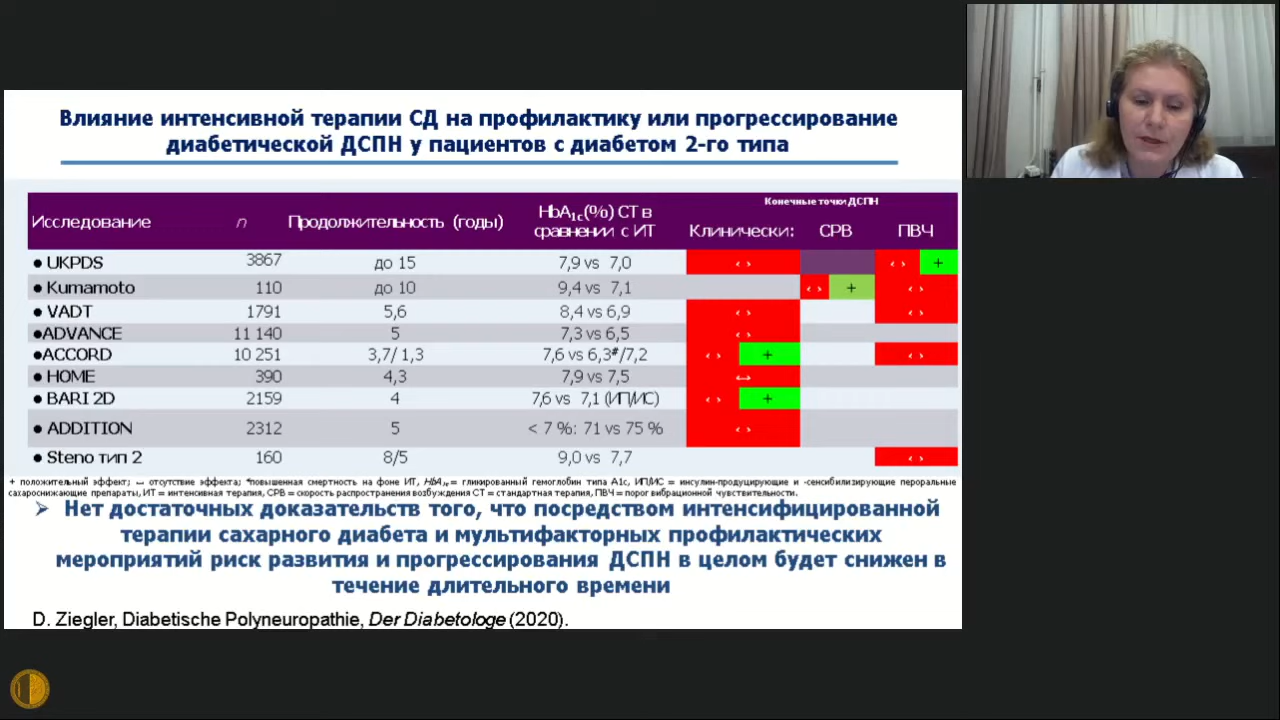 Влияние интенсивной терапии СД на профилактику или прогрессирование
диабетической ДСПН у пациентов с диабетом 2-го типа
Исследование n Продолжительность (годы) HbA1c(%) СТ в сравнении с ИТ Конечные точки ДСПН Клинически: СРВ ПВЧ
● UKPDS 3867 до 15 7,9 vs 7,0 ‹ › ‹ › +
● Kumamoto 110 до 10 9,4 vs 7,1 ‹ › + ‹ ›
● VADT 1791 5,6 8,4 vs 6,9 ‹ › ‹ ›
●ADVANCE 11 140 5 7,3 vs 6,5 ‹ ›
●ACCORD 10 251 3,7/ 1,3 7,6 vs 6,3#/7,2 ‹ › + ‹ ›
● HOME 390 4,3 7,9 vs 7,5 ↔
● BARI 2D 2159 4 7,6 vs 7,1 (ИП/ИС) ‹ › +
● ADDITION 2312 5 < 7 %: 71 vs 75 % ‹ ›
● Steno тип 2 160 8/5 9,0 vs 7,7 ‹ ›
+ положительный эффект; ↔ отсутствие эффекта; #повышенная смертность на фоне ИТ, HbA1c = гликированный гемоглобин типа A1c, ИП/ИС = инсулин-продуцирующие и -сенсибилизирующие пероральные
сахароснижающие препараты, ИТ = интенсивная терапия, СРВ = скорость распространения возбуждения СТ = стандартная терапия, ПВЧ = порог вибрационной чувствительности.
➢ Нет достаточных доказательств того, что посредством интенсифицированной
терапии сахарного диабета и мультифакторных профилактических
мероприятий риск развития и прогрессирования ДСПН в целом будет снижен в
течение длительного времени
D. Ziegler, Diabetische Polyneuropathie, Der Diabetologe (2020).